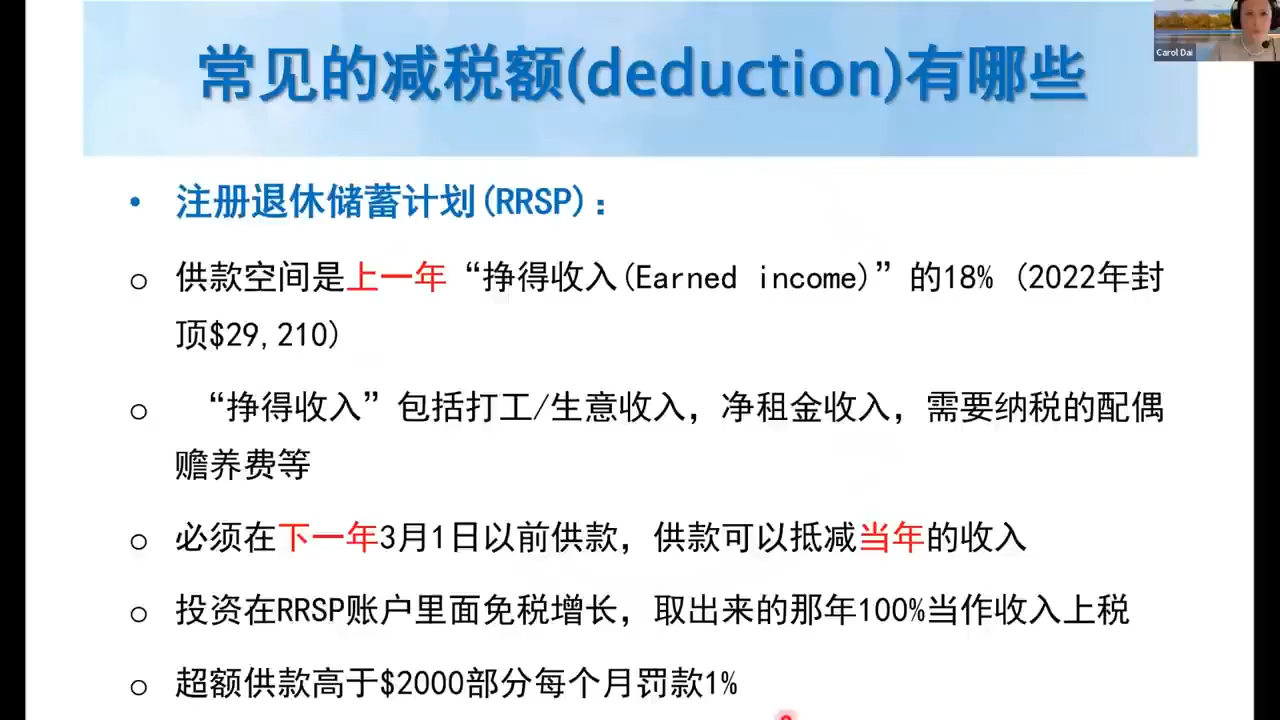 常见的减税额(deduction)有哪些
Carol Dai
• 注册退休储蓄计划(RRSP)：
o 供款空间是上一年“挣得收入(Earned income)”的18% (2022年封
顶$29,210)
o “挣得收入”包括打工/生意收入，净租金收入，需要纳税的配偶
赡养费等
o 必须在下一年3月1日以前供款，供款可以抵减当年的收入
o 投资在RRSP账户里面免税增长，取出来的那年100%当作收入上税
o 超额供款高于$2000部分每个月罚款1%